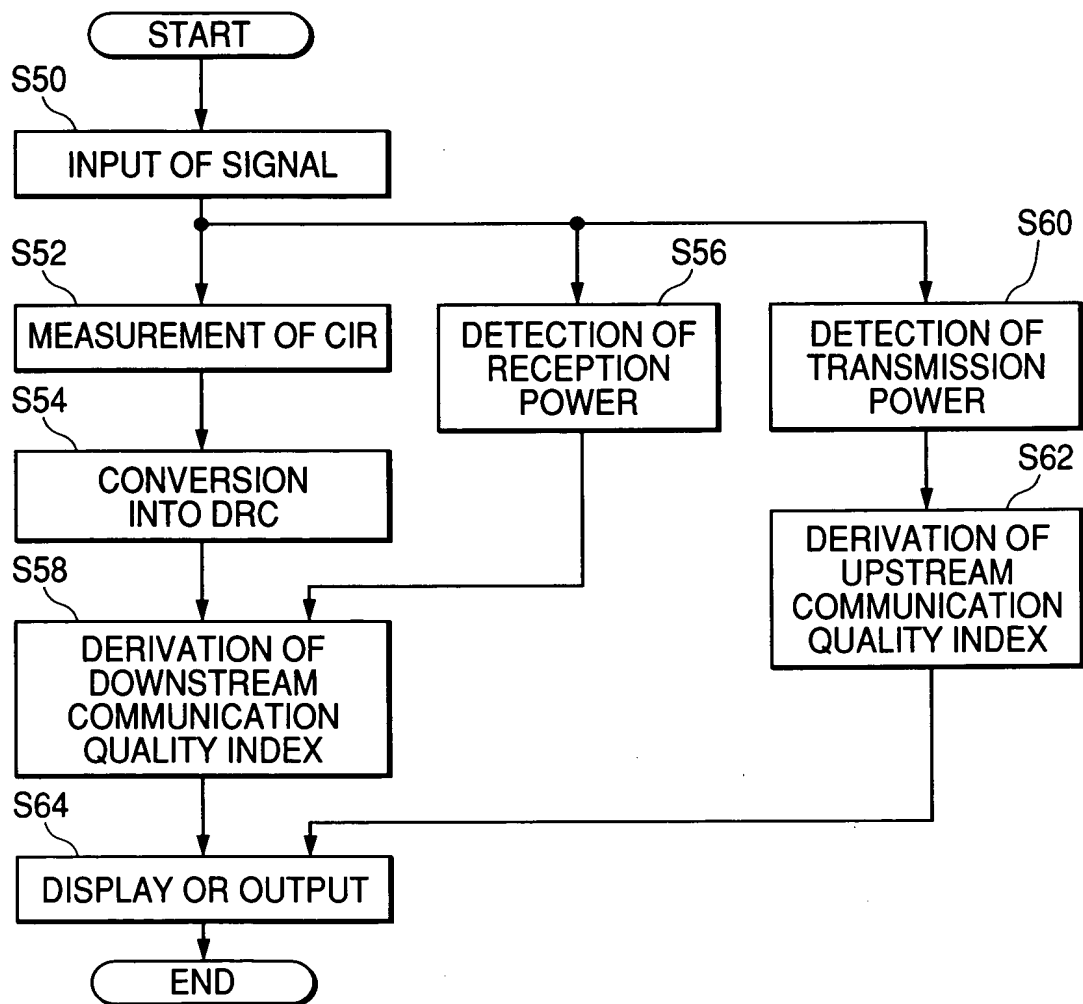 START
S50
INPUT OF SIGNAL
S52
MEASUREMENT OF CIR
S56
DETECTION OF
RECEPTION
POWER
S60
DETECTION OF
TRANSMISSION
POWER
S54
CONVERSION
INTO DRC
S62
DERIVATION OF
UPSTREAM
COMMUNICATION
QUALITY INDEX
S58
DERIVATION OF
DOWNSTREAM
COMMUNICATION
QUALITY INDEX
S64
DISPLAY OR OUTPUT
END